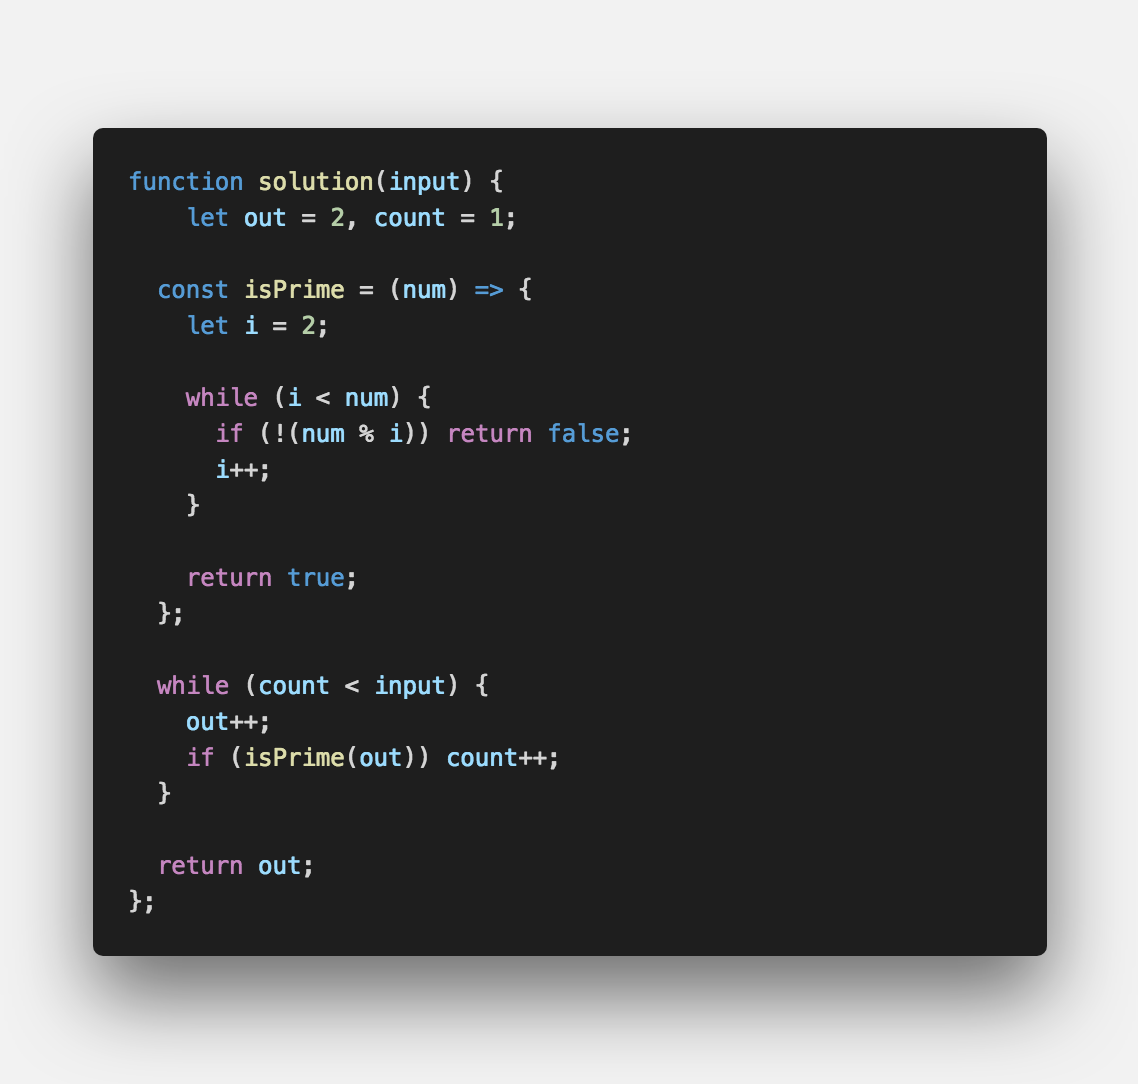 function solution(input) {
    let out = 2, count = 1;

  const isPrime = (num) => {
    let i = 2;

    while (i < num) {
      if (!(num % i)) return false;
      i++;
    }

    return true;
  };

  while (count < input) {
    out++;
    if (isPrime(out)) count++;
  }

  return out;
};